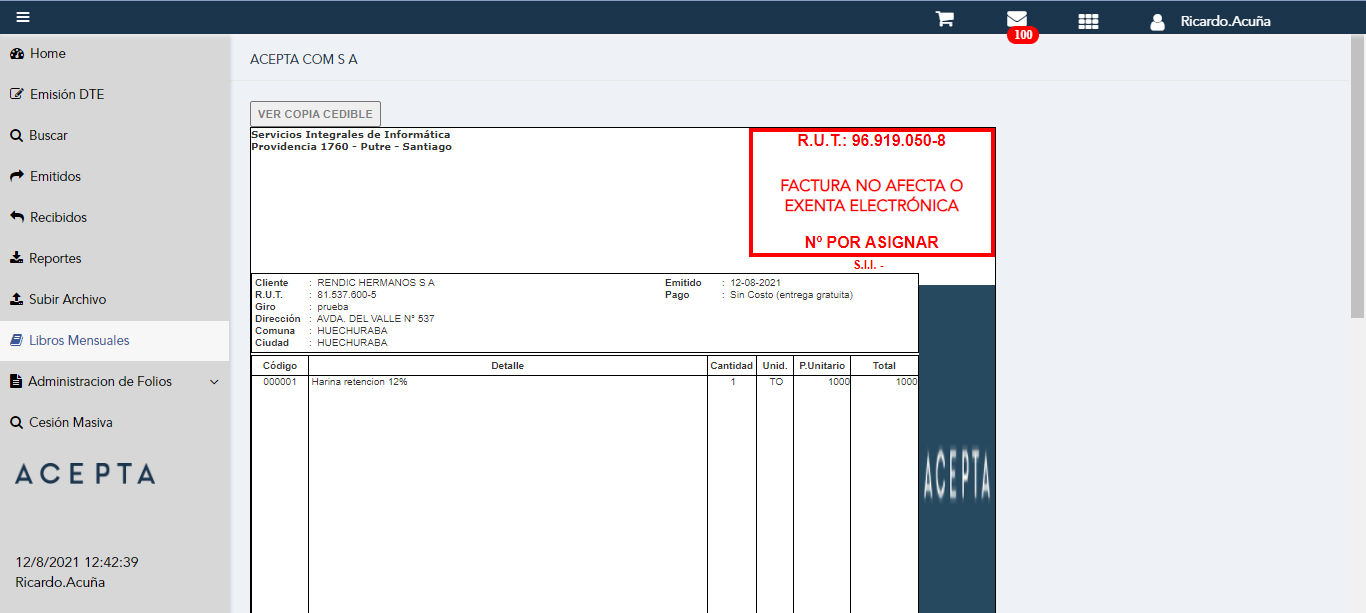 Ricardo.Acuña
100
Home
Emisión DTE
Buscar
Emitidos
Recibidos
Reportes
Subir Archivo
Libros Mensuales
Administracion de Folios
Cesión Masiva
ACEPTA
12/8/2021 12:42:39
Ricardo.Acuña
ACEPTA COM S A
VER COPIA CEDIBLE
Servicios Integrales de Informática
Providencia 1760 - Putre - Santiago
R.U.T.: 96.919.050-8
FACTURA NO AFECTA O
EXENTA ELECTRÓNICA
Nº POR ASIGNAR
S.I.I. -
Cliente : RENDIC HERMANOS S A Emitido : 12-08-2021
R.U.T. : 81.537.600-5 Pago : Sin Costo (entrega gratuita)
Giro : prueba
Dirección : AVDA. DEL VALLE N° 537
Comuna : HUECHURABA
Ciudad : HUECHURABA
Código Detalle Cantidad Unid. P.Unitario Total
000001 Harina retencion 12% 1 TO 1000 1000
ACEPTA